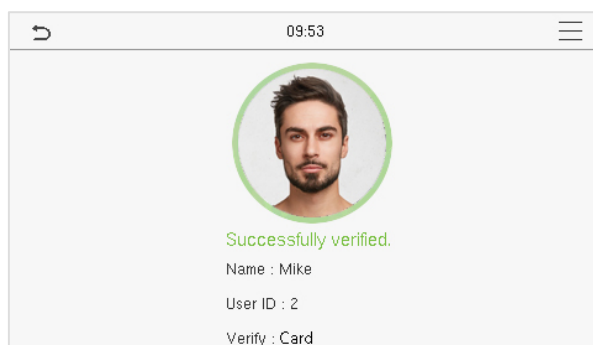 09:53
Successfully verified.
Name : Mike
User ID : 2
Verify : Card